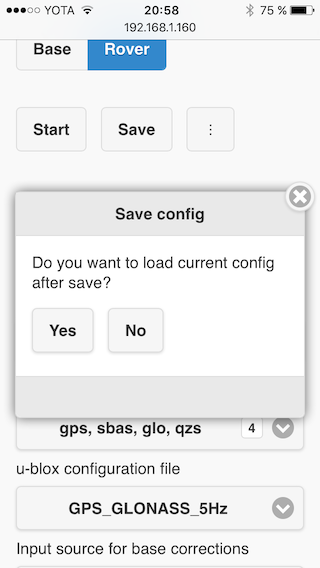 YOTA 20:58 75 %
192.168.1.160
Base Rover
Start Save ⋮
Save config
Do you want to load current config
after save?
Yes No
gps, sbas, glo, qzs 4
u-blox configuration file
GPS_GLONASS_5Hz
Input source for base corrections